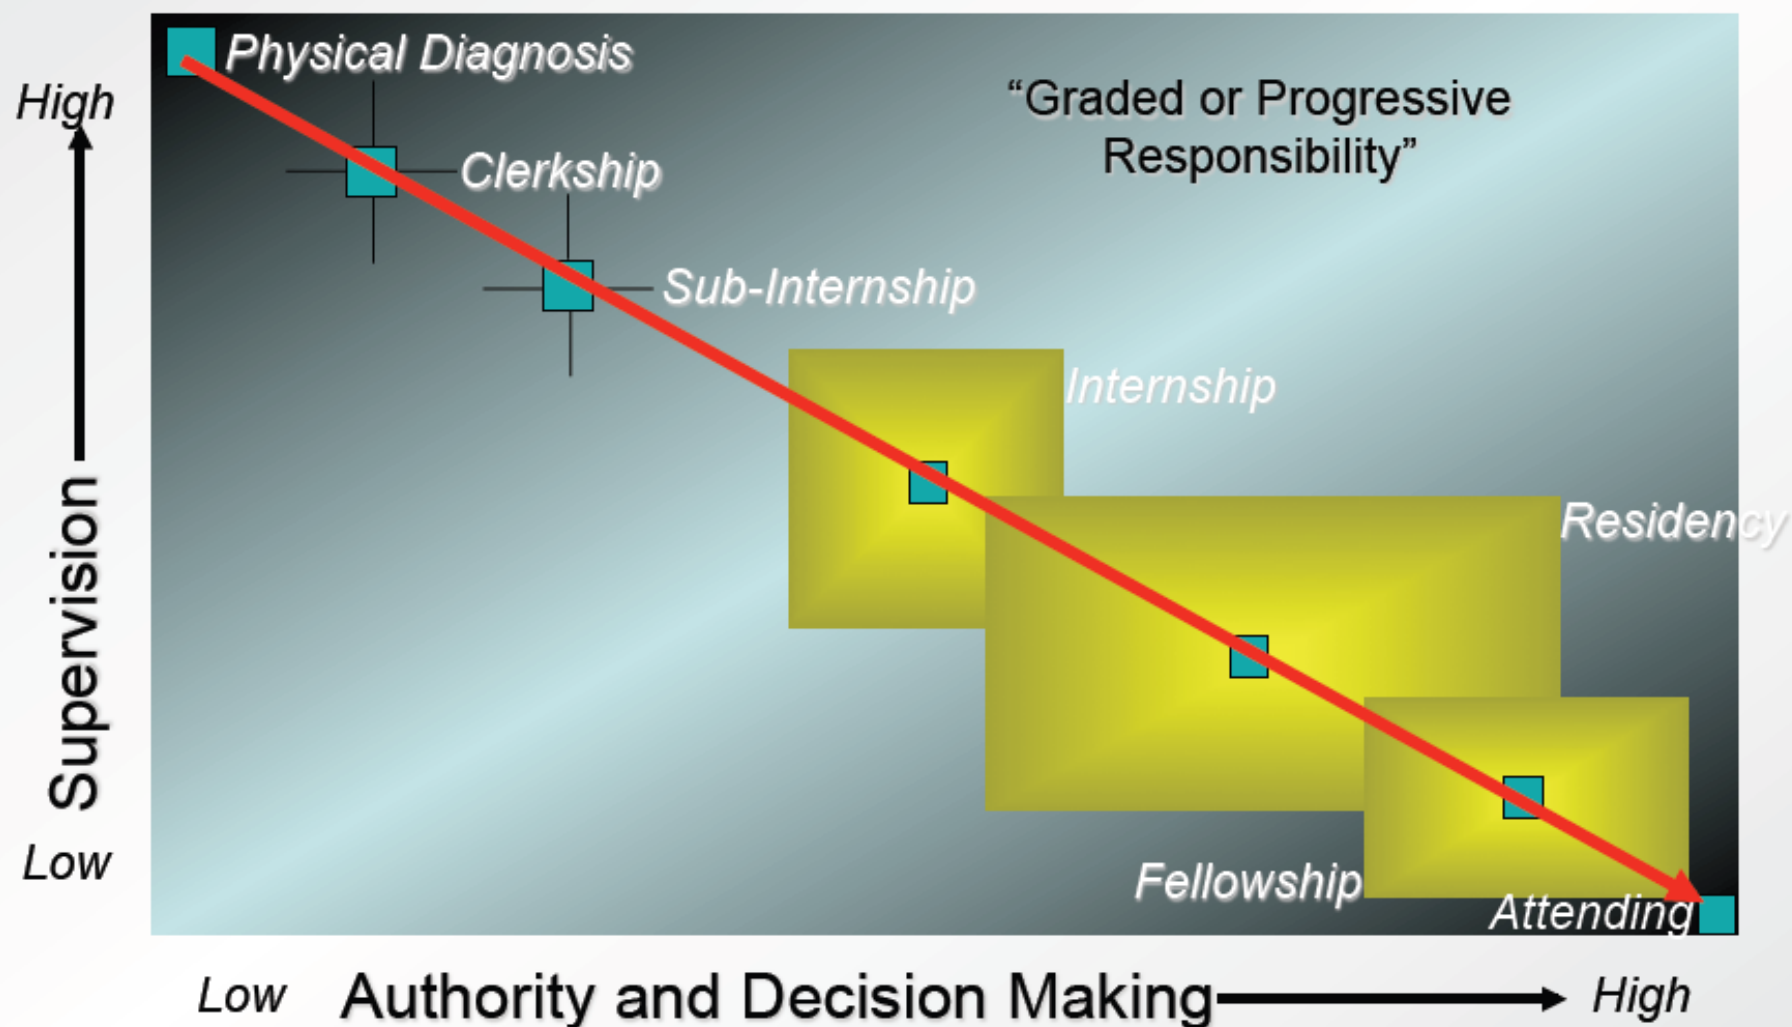 Physical Diagnosis
High
“Graded or Progressive
Responsibility”
Clerkship
Sub-Internship
Internship
Residency
Supervision
Low
Fellowship
Attending
Low
Authority and Decision Making
High